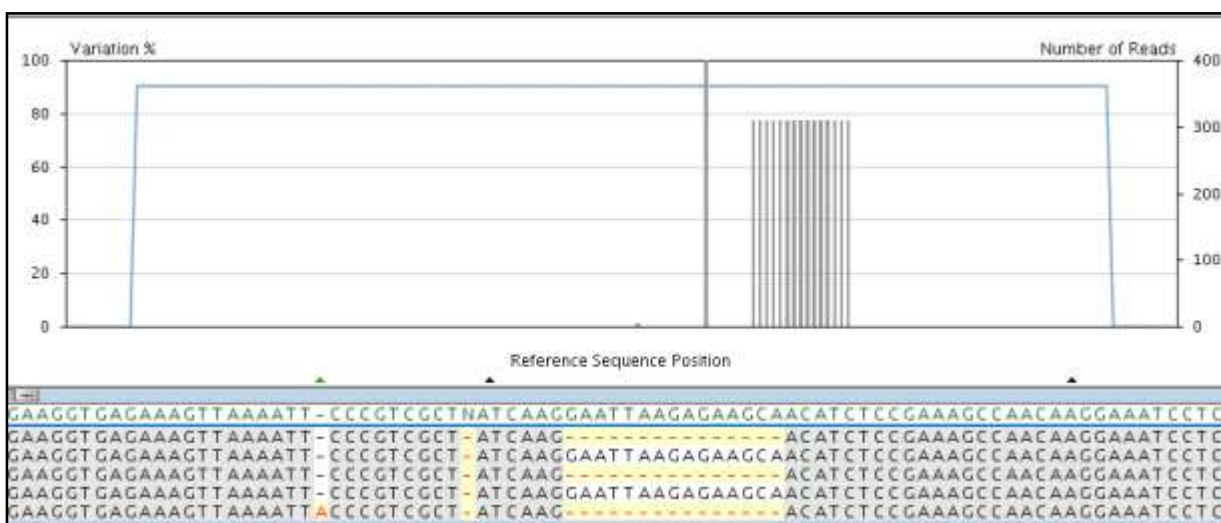 Variation %
Number of Reads
100
80
60
40
20
0
400
300
200
100
0
Reference Sequence Position
GAAGGTGAGAAAGTTAAAATT-CCCGTCGCTNATCAAGGAATTAAGAGAAGCAACATCTCCGAAAGCCAACAAGGAAATCCTC
GAAGGTGAGAAAGTTAAAATT-CCCGTCGCT-ATCAAG---------------ACATCTCCGAAAGCCAACAAGGAAATCCTC
GAAGGTGAGAAAGTTAAAATT-CCCGTCGCT-ATCAAGGAATTAAGAGAAGCAACATCTCCGAAAGCCAACAAGGAAATCCTC
GAAGGTGAGAAAGTTAAAATT-CCCGTCGCT-ATCAAG---------------ACATCTCCGAAAGCCAACAAGGAAATCCTC
GAAGGTGAGAAAGTTAAAATT-CCCGTCGCT-ATCAAGGAATTAAGAGAAGCAACATCTCCGAAAGCCAACAAGGAAATCCTC
GAAGGTGAGAAAGTTAAAATTACCCGTCGCT-ATCAAG---------------ACATCTCCGAAAGCCAACAAGGAAATCCTC